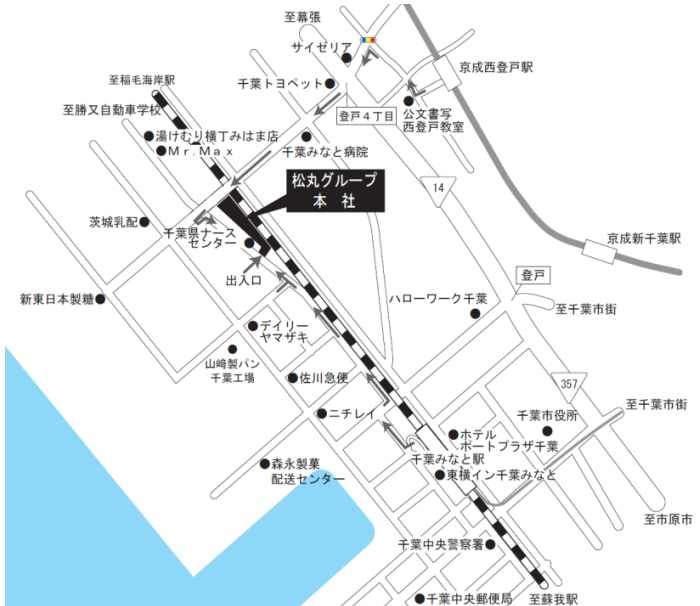 至幕張
サイゼリア
京成西登戸駅
至稲毛海岸駅
千葉トヨペット
至勝又自動車学校
登戸４丁目
公文書写
西登戸教室
湯けむり横丁みはま店
Ｍｒ.Ｍａｘ
千葉みなと病院
松丸グループ
本　社
14
茨城乳配
千葉県ナース
センター
京成新千葉駅
出入口
登戸
新東日本製糖
ハローワーク千葉
至千葉市街
デイリー
ヤマザキ
山﨑製パン
千葉工場
佐川急便
357
至千葉市街
ニチレイ
千葉市役所
ホテル
ポートプラザ千葉
千葉みなと駅
森永製菓
配送センター
東横イン千葉みなと
至市原市
千葉中央警察署
千葉中央郵便局
至蘇我駅